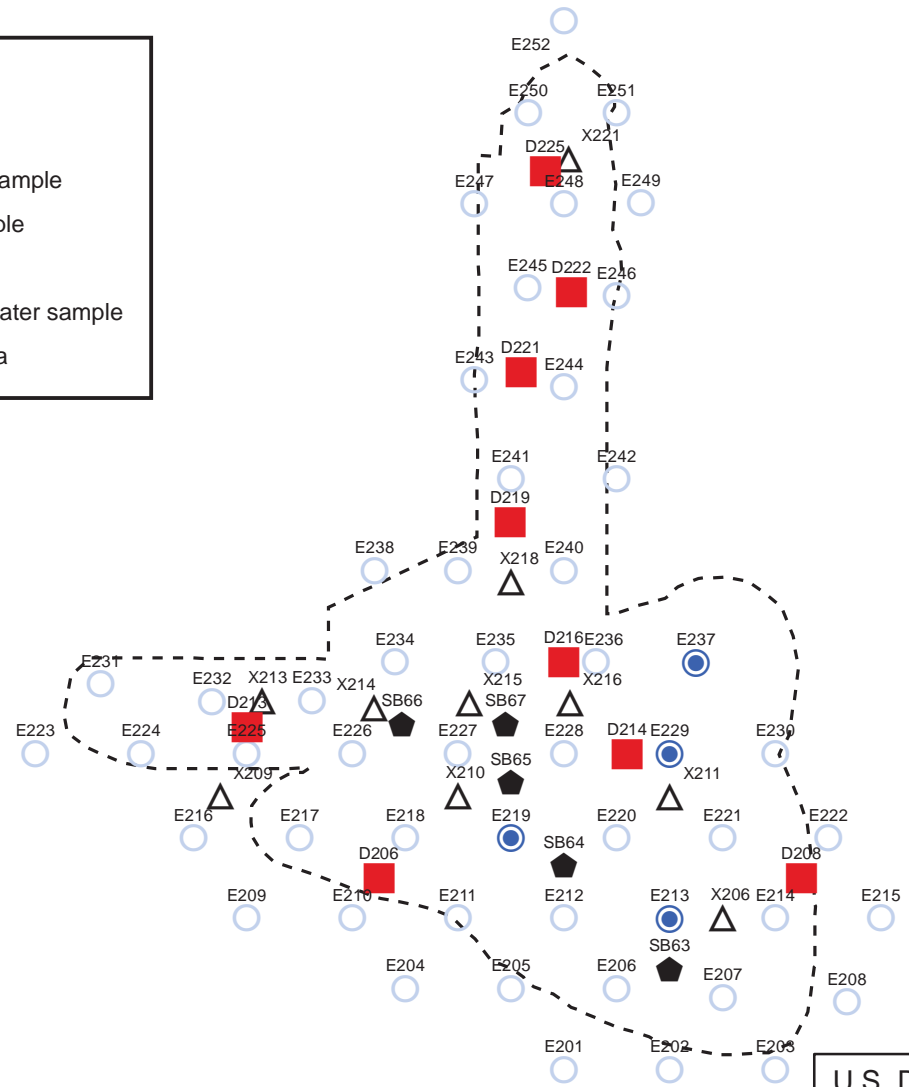 E252
E250 E251
X221
D225
ample
E247 E248 E249
ole
E245 D222 E246
ater sample
D221
a
E243 E244
E241 E242
D219
E238 E239 X218 E240
E234 E235 D216 E236 E237
E231
E232 X213 E233 X214 X215 X216
D213 SB66 SB67
E223 E224 E225 E226 E227 E228 D214 E229 E230
SB65
X209 X210 X211
E216 E217 E218 E219 E220 E221 E222
SB64
D206 D208
E209 E210 E211 E212 E213 X206 E214 E215
SB63
E204 E205 E206 E207 E208
E201 E202 E203